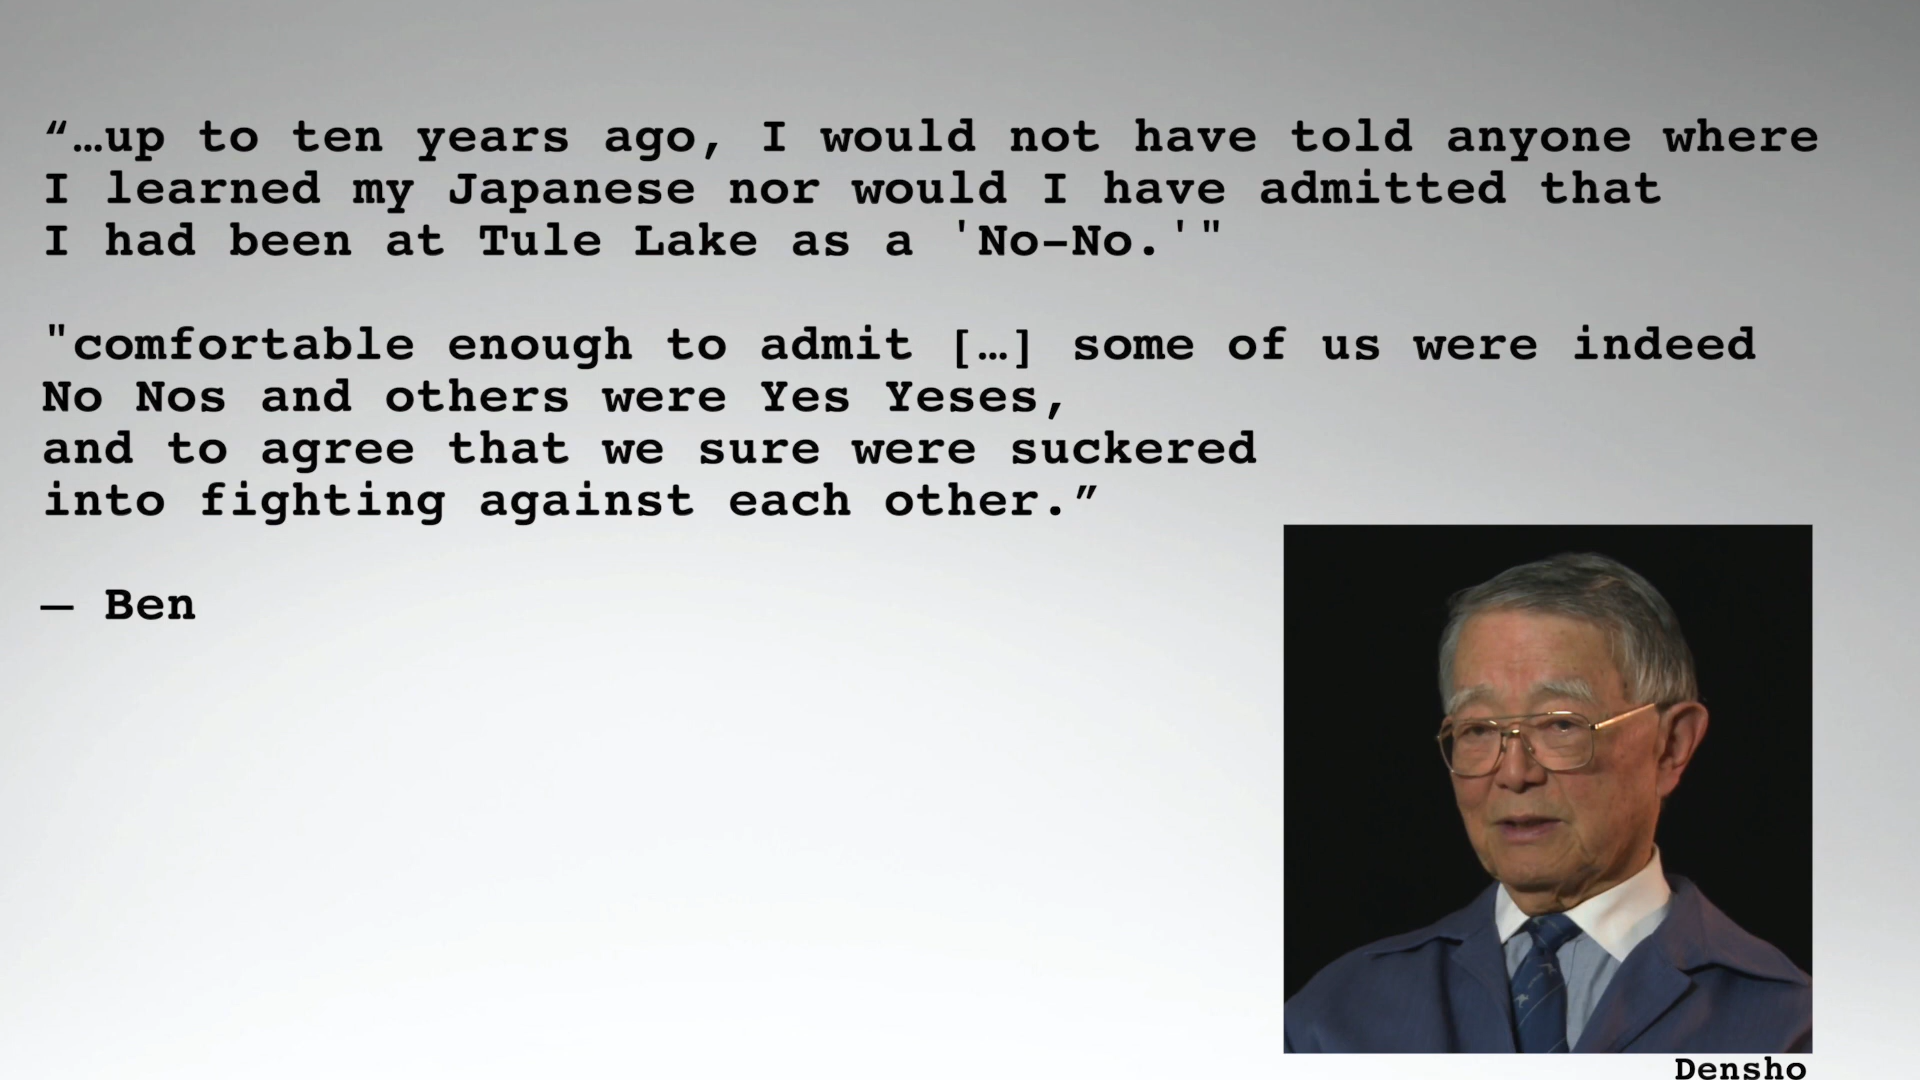 “…up to ten years ago, I would not have told anyone where
I learned my Japanese nor would I have admitted that
I had been at Tule Lake as a 'No-No.'"
"comfortable enough to admit […] some of us were indeed
No Nos and others were Yes Yeses,
and to agree that we sure were suckered
into fighting against each other.”
— Ben
Densho